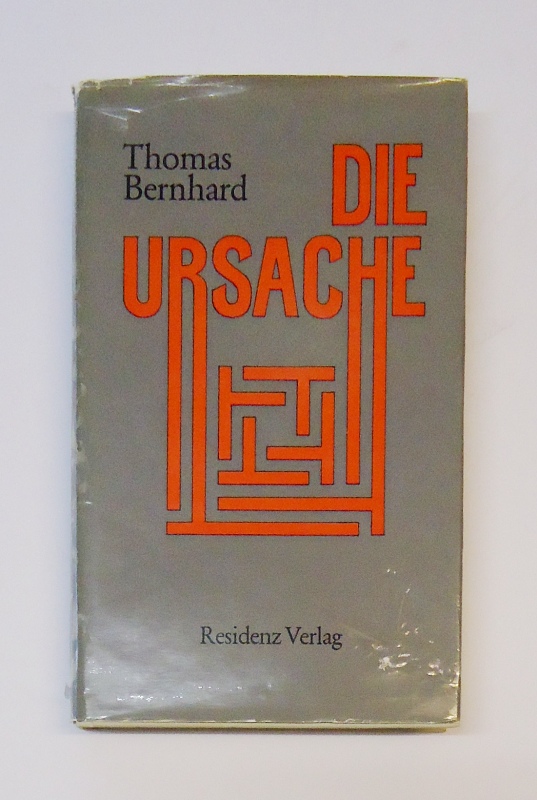 Thomas
Bernhard
DIE
URSACHE
Residenz Verlag